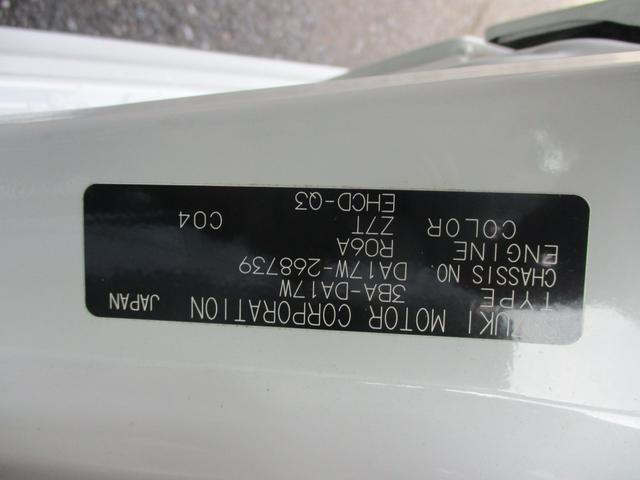 SUZUKI MOTOR CORPORATION JAPAN
TYPE 3BA-DA17W
CHASSIS NO. DA17W-268739
ENGINE R06A
COLOR Z7T C04
EHCD-Q3